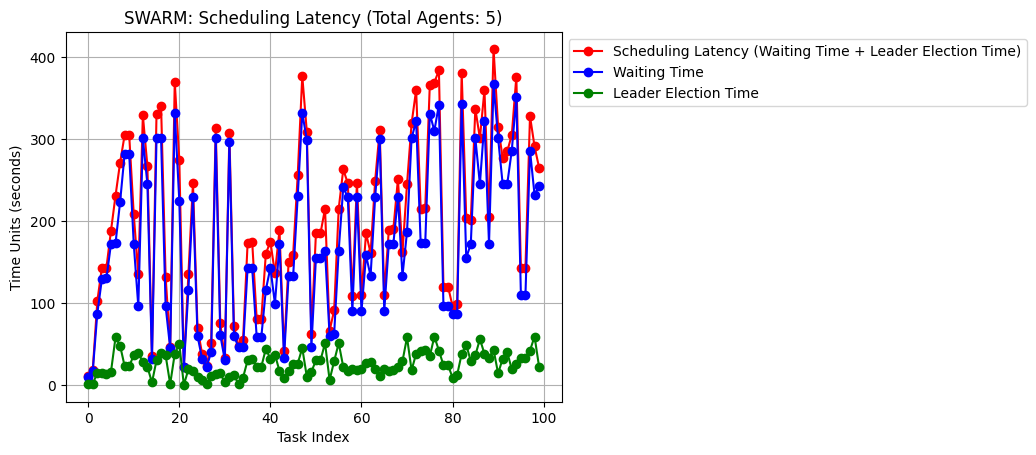 SWARM: Scheduling Latency (Total Agents: 5)
Scheduling Latency (Waiting Time + Leader Election Time)
Waiting Time
Leader Election Time
Time Units (seconds)
400
300
200
100
0
0 20 40 60 80 100
Task Index